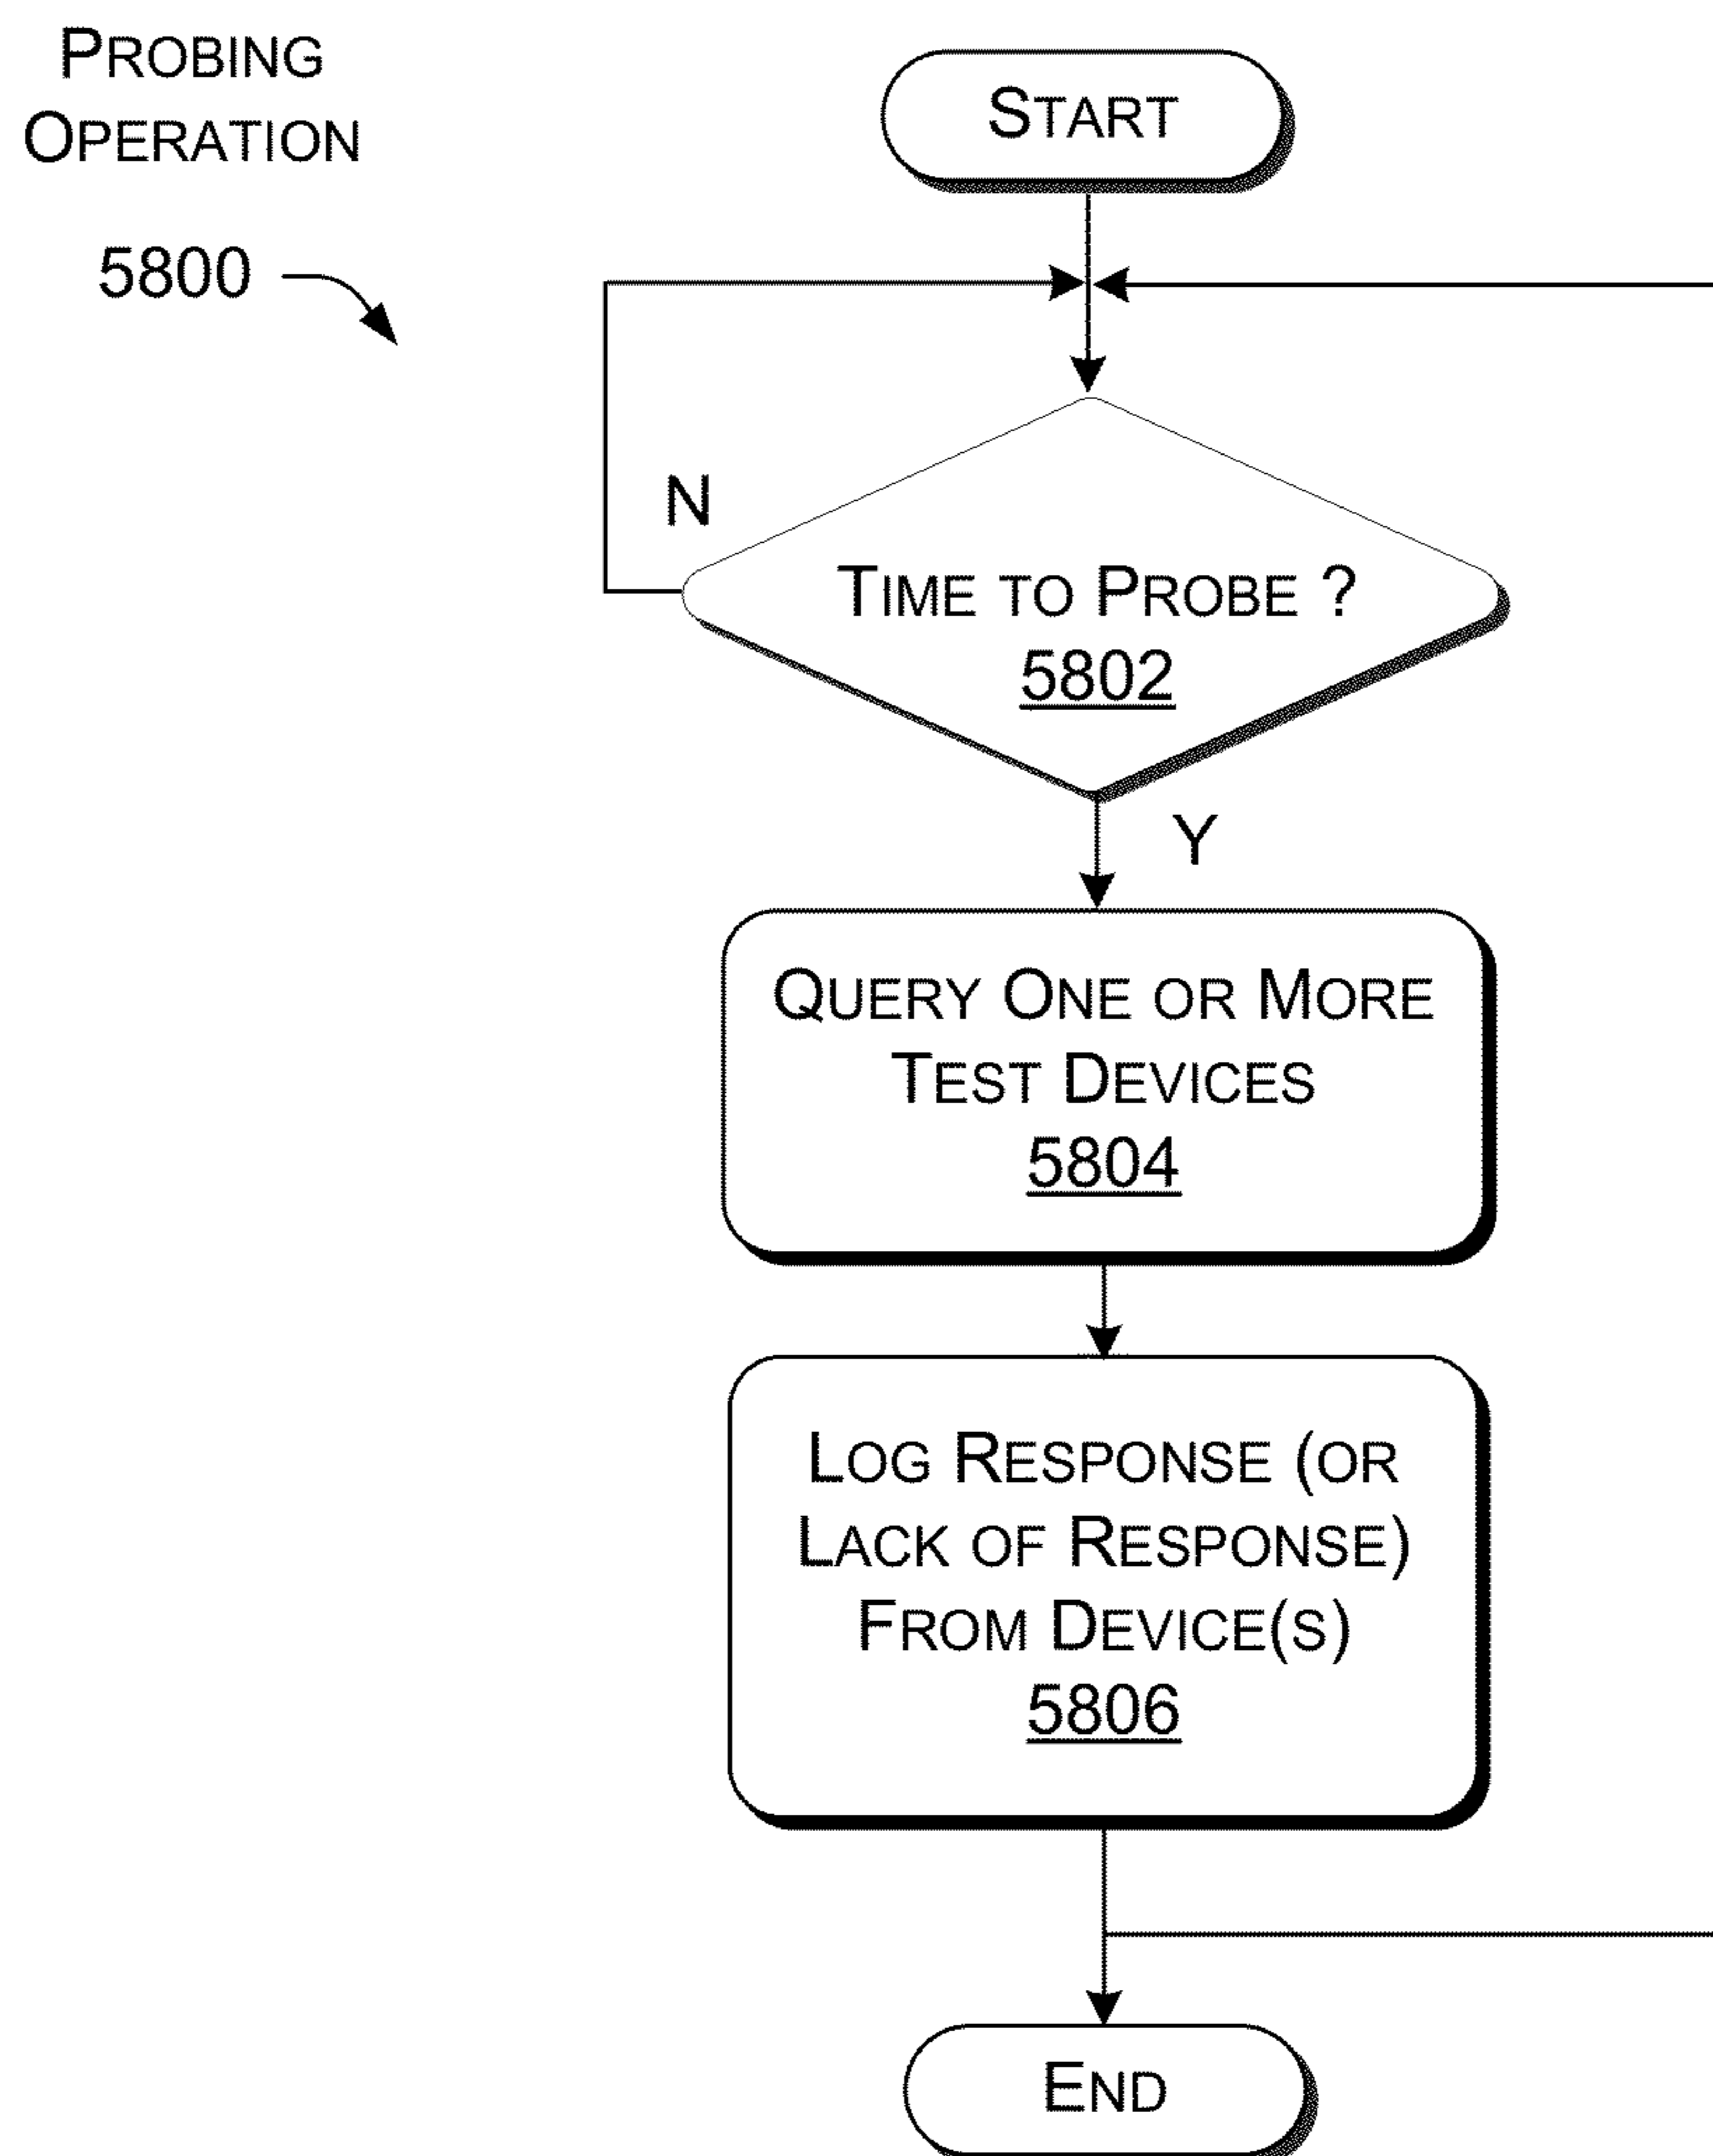 PROBING
OPERATION
5800
START
N
TIME TO PROBE ?
5802
Y
QUERY ONE OR MORE
TEST DEVICES
5804
LOG RESPONSE (OR
LACK OF RESPONSE)
FROM DEVICE(S)
5806
END